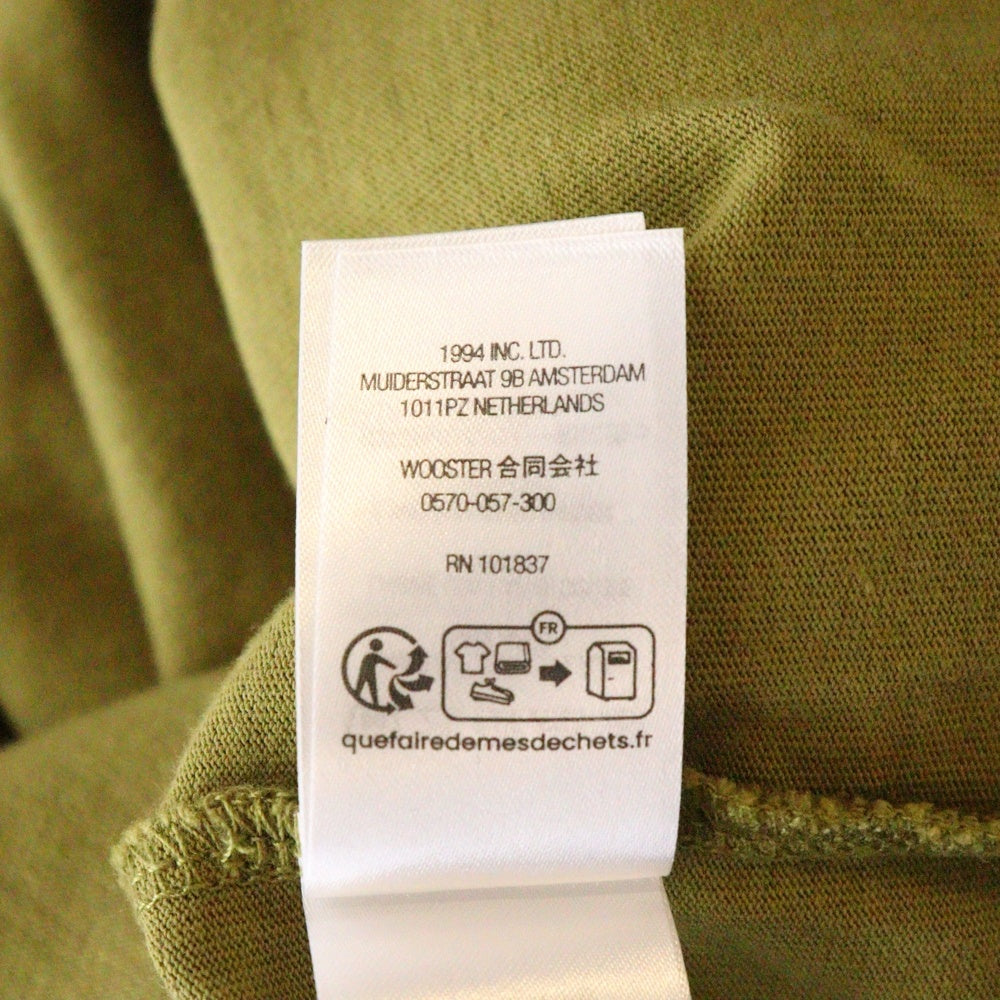 1994 INC. LTD.
MUIDERSTRAAT 9B AMSTERDAM
1011PZ NETHERLANDS
WOOSTER 合同会社
0570-057-300
RN 101837
FR
quefairedemesdechets.fr